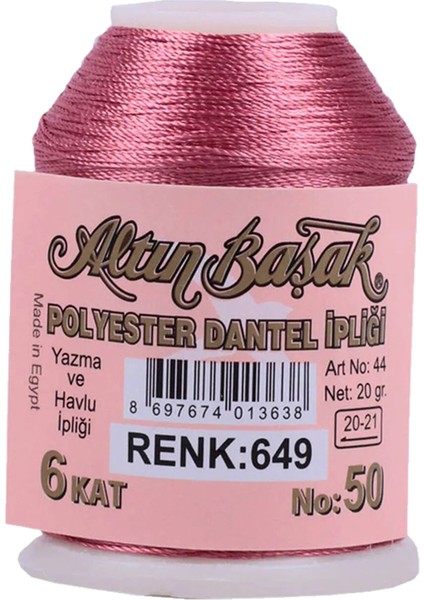 Altın Başak®
POLYESTER DANTEL İPLİĞİ
Made in Egypt
Yazma
ve
Havlu
İpliği
8 697674 013638
Art No: 44
Net: 20 gr.
20-21
RENK:649
6 KAT
No: 50